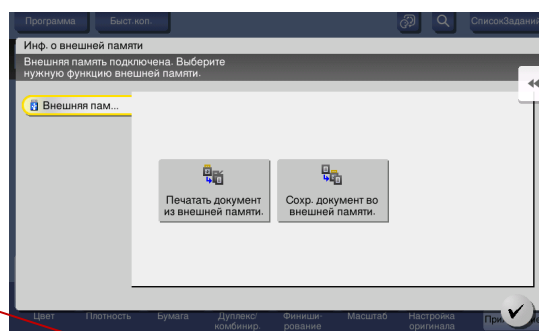 Программа Быст.коп. СписокЗаданий
Инф. о внешней памяти
Внешняя память подключена. Выберите
нужную функцию внешней памяти.
Внешняя пам...
Печатать документ
из внешней памяти.
Сохр. документ во
внешней памяти.
Цвет Плотность Бумага Дуплекс/
комбинир. Финиши-
рование Масштаб Настройка
оригинала